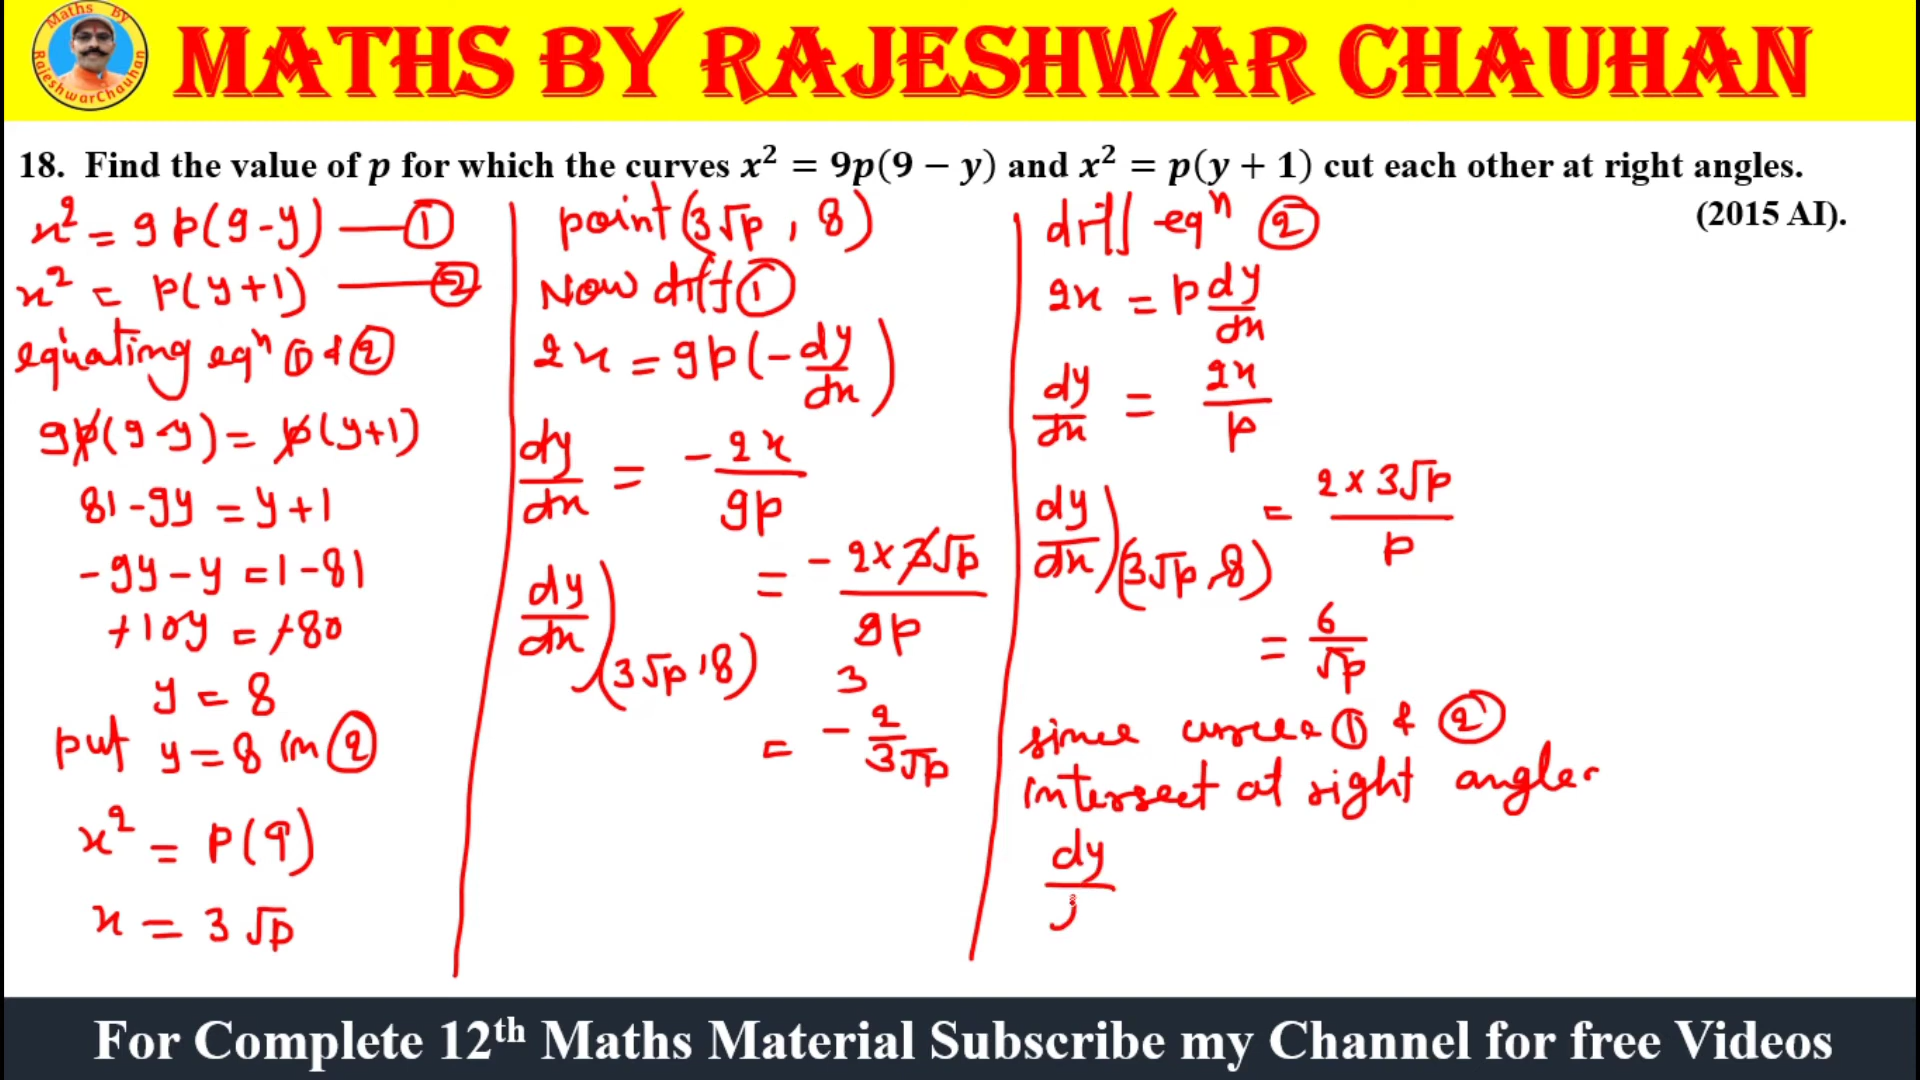 Maths By
RajeshwarChauhan
MATHS BY RAJESHWAR CHAUHAN
18. Find the value of p for which the curves x² = 9p(9 − y) and x² = p(y + 1) cut each other at right angles.
(2015 AI).
x² = 9p(9-y) — ①
x² = p(y+1) — ②
equating eqⁿ ① & ②
9p(9-y) = p(y+1)
81-9y = y+1
-9y-y = 1-81
+10y = +80
y = 8
put y=8 in ②
x² = p(9)
x = 3√p
point (3√p, 8)
Now diff ①
2x = 9p(-dy/dx)
dy/dx = -2x/9p
dy/dx)(3√p, 8) = -2×3√p/9p
3
= -2/3√p
diff eqⁿ ②
2x = p dy/dx
dy/dx = 2x/p
dy/dx)(3√p, 8) = 2×3√p/p
= 6/√p
since curves ① & ②
intersect at right angles
dy
For Complete 12th Maths Material Subscribe my Channel for free Videos